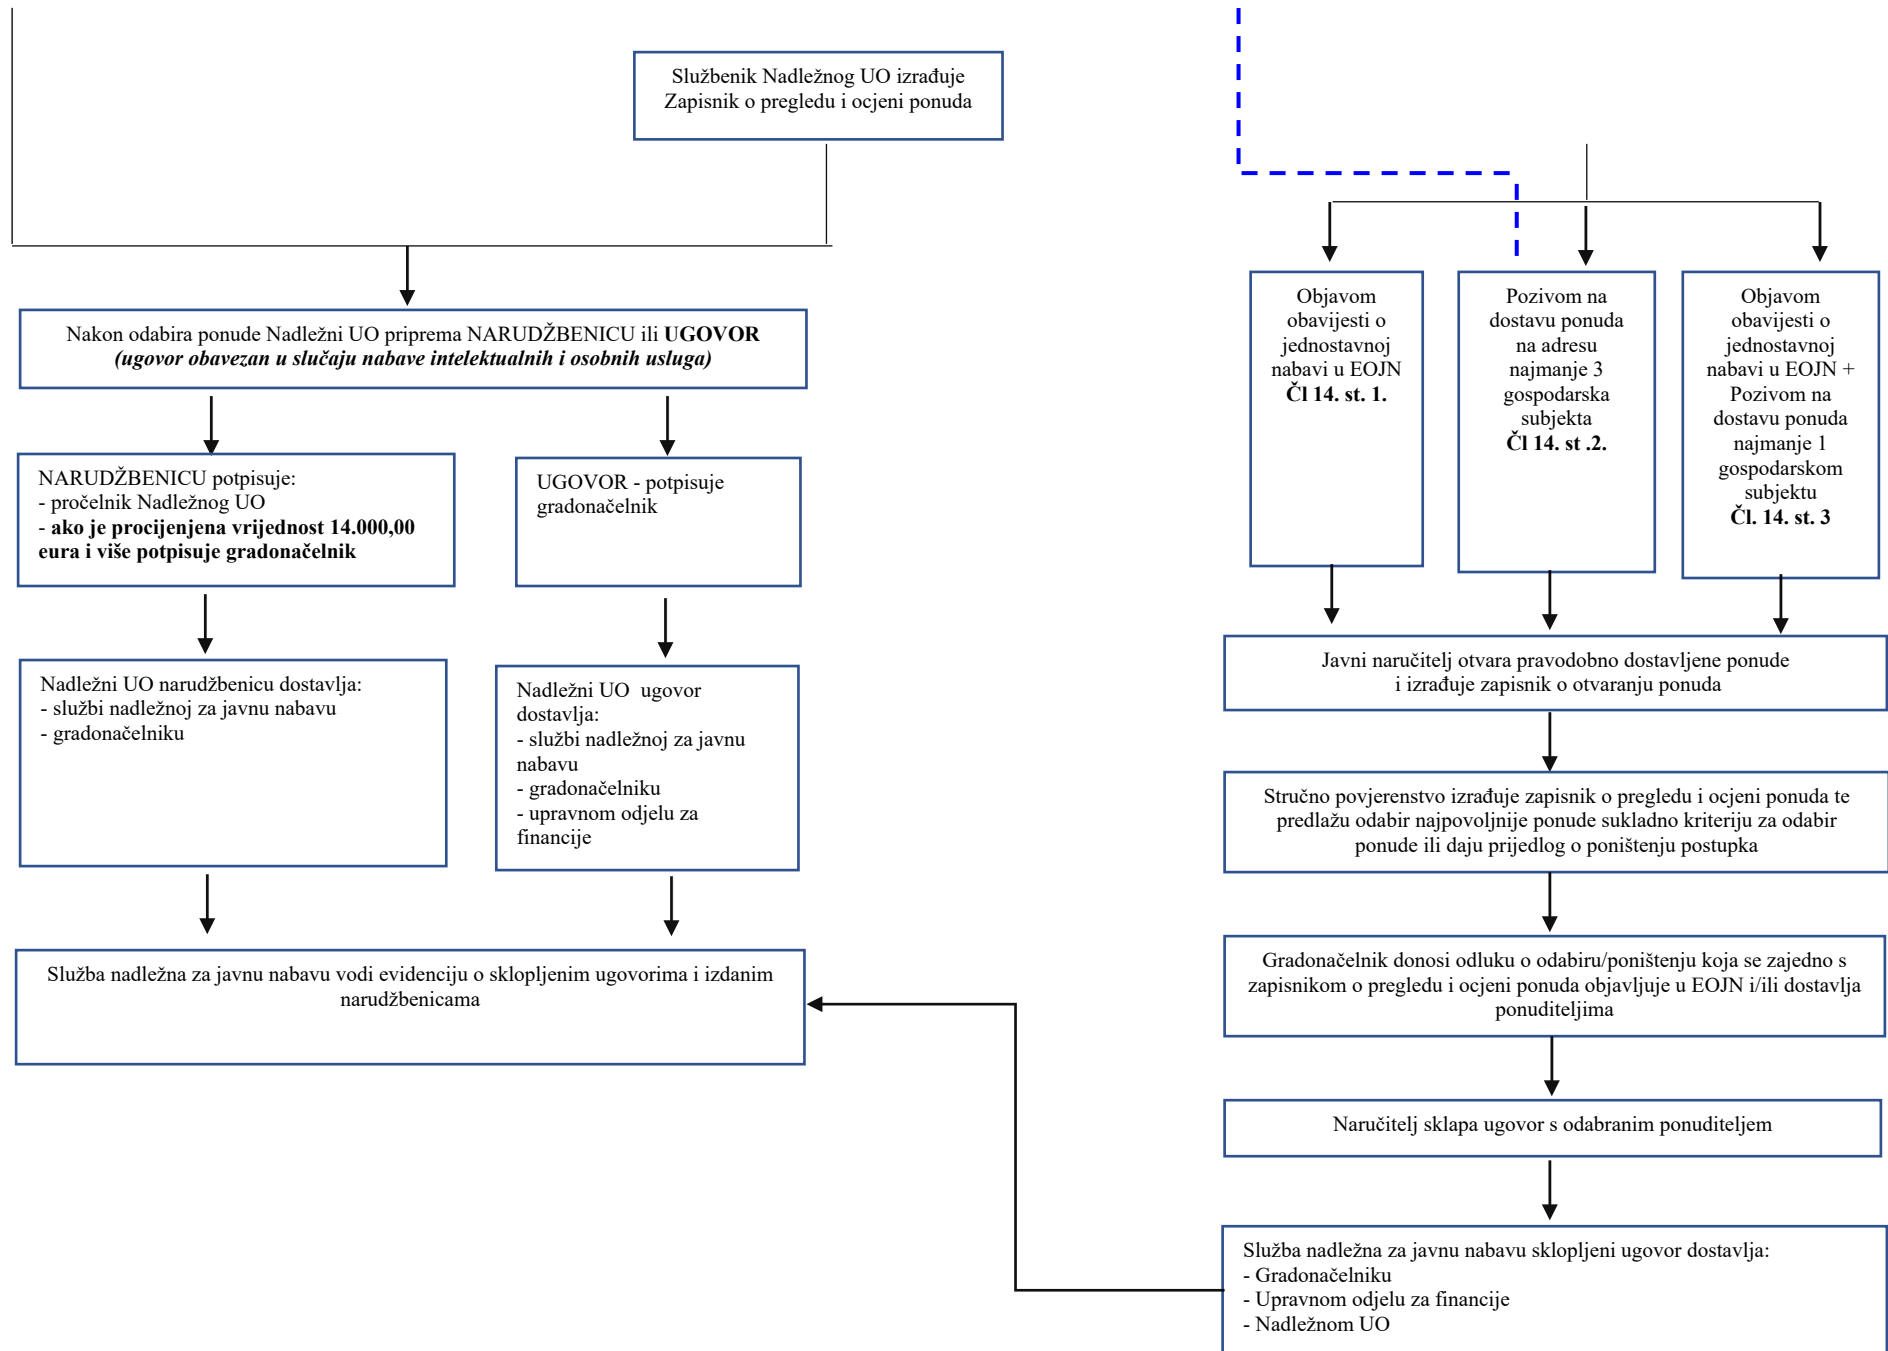 Službenik Nadležnog UO izrađuje
Zapisnik o pregledu i ocjeni ponuda
Nakon odabira ponude Nadležni UO priprema NARUDŽBENICU ili UGOVOR
(ugovor obavezan u slučaju nabave intelektualnih i osobnih usluga)
NARUDŽBENICU potpisuje:
- pročelnik Nadležnog UO
- ako je procijenjena vrijednost 14.000,00
eura i više potpisuje gradonačelnik
UGOVOR - potpisuje
gradonačelnik
Nadležni UO narudžbenicu dostavlja:
- službi nadležnoj za javnu nabavu
- gradonačelniku
Nadležni UO  ugovor
dostavlja:
- službi nadležnoj za javnu
nabavu
- gradonačelniku
- upravnom odjelu za
financije
Služba nadležna za javnu nabavu vodi evidenciju o sklopljenim ugovorima i izdanim
narudžbenicama
Objavom
obavijesti o
jednostavnoj
nabavi u EOJN
Čl 14. st. 1.
Pozivom na
dostavu ponuda
na adresu
najmanje 3
gospodarska
subjekta
Čl 14. st .2.
Objavom
obavijesti o
jednostavnoj
nabavi u EOJN +
Pozivom na
dostavu ponuda
najmanje 1
gospodarskom
subjektu
Čl. 14. st. 3
Javni naručitelj otvara pravodobno dostavljene ponude
i izrađuje zapisnik o otvaranju ponuda
Stručno povjerenstvo izrađuje zapisnik o pregledu i ocjeni ponuda te
predlažu odabir najpovoljnije ponude sukladno kriteriju za odabir
ponude ili daju prijedlog o poništenju postupka
Gradonačelnik donosi odluku o odabiru/poništenju koja se zajedno s
zapisnikom o pregledu i ocjeni ponuda objavljuje u EOJN i/ili dostavlja
ponuditeljima
Naručitelj sklapa ugovor s odabranim ponuditeljem
Služba nadležna za javnu nabavu sklopljeni ugovor dostavlja:
- Gradonačelniku
- Upravnom odjelu za financije
- Nadležnom UO